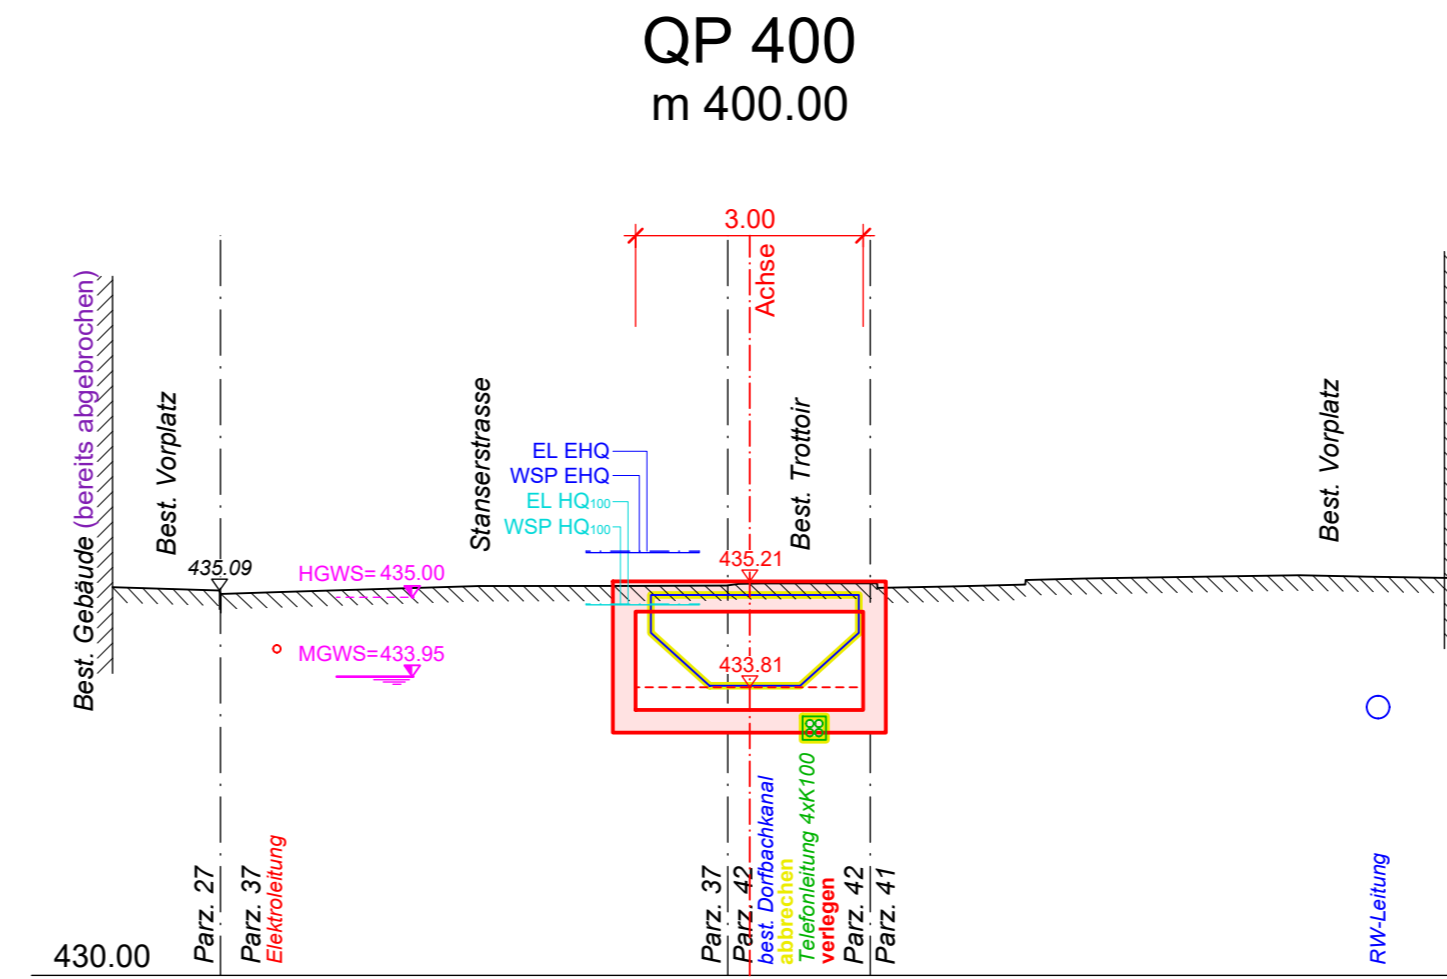 QP 400
m 400.00
3.00
Achse
Best. Gebäude (bereits abgebrochen)
Best. Vorplatz
Stanserstrasse
Best. Trottoir
Best. Vorplatz
EL EHQ
WSP EHQ
EL HQ100
WSP HQ100
435.09
HGWS=435.00
435.21
MGWS=433.95
433.81
Parz. 27
Parz. 37
Elektroleitung
Parz. 37
Parz. 42
best. Dorfbachkanal
abbrechen
Telefonleitung 4xK100
verlegen
Parz. 42
Parz. 41
RW-Leitung
430.00